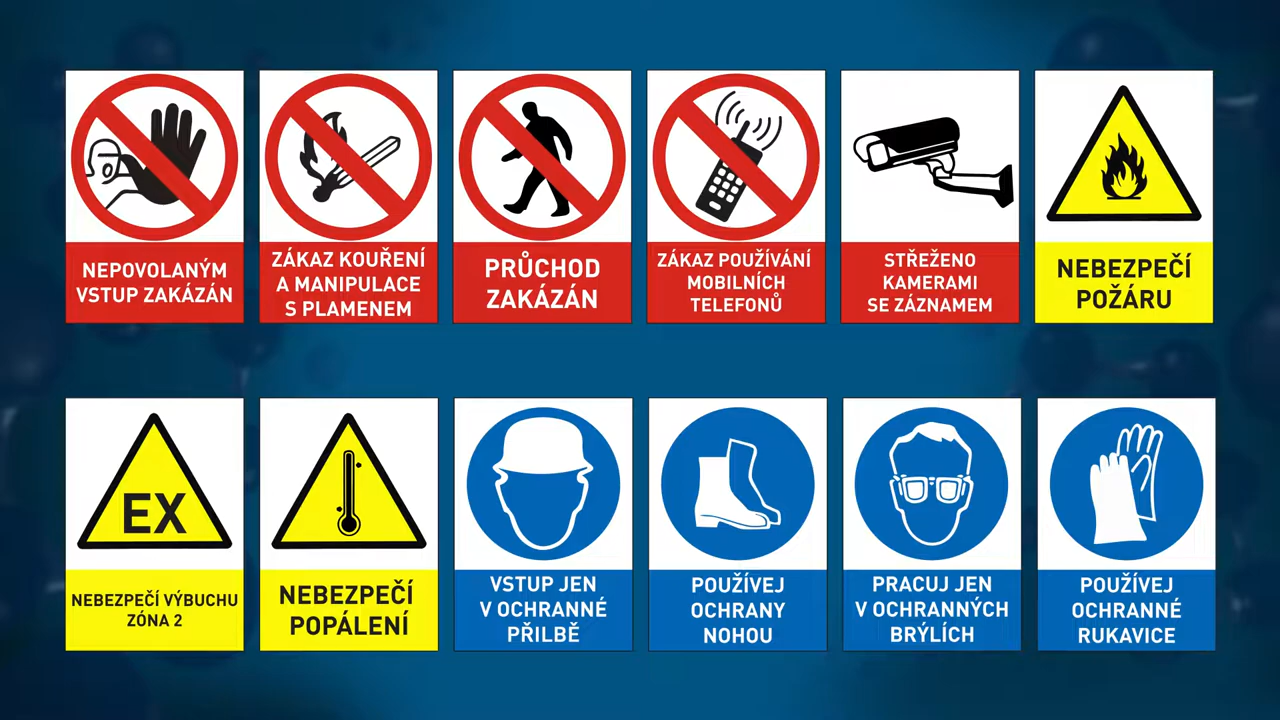 NEPOVOLANÝM
VSTUP ZAKÁZÁN
ZÁKAZ KOUŘENÍ
A MANIPULACE
S PLAMENEM
PRŮCHOD
ZAKÁZÁN
ZÁKAZ POUŽÍVÁNÍ
MOBILNÍCH
TELEFONŮ
STŘEŽENO
KAMERAMI
SE ZÁZNAMEM
NEBEZPEČÍ
POŽÁRU
EX
NEBEZPEČÍ VÝBUCHU
ZÓNA 2
NEBEZPEČÍ
POPÁLENÍ
VSTUP JEN
V OCHRANNÉ
PŘILBĚ
POUŽÍVEJ
OCHRANY
NOHOU
PRACUJ JEN
V OCHRANNÝCH
BRÝLÍCH
POUŽÍVEJ
OCHRANNÉ
RUKAVICE